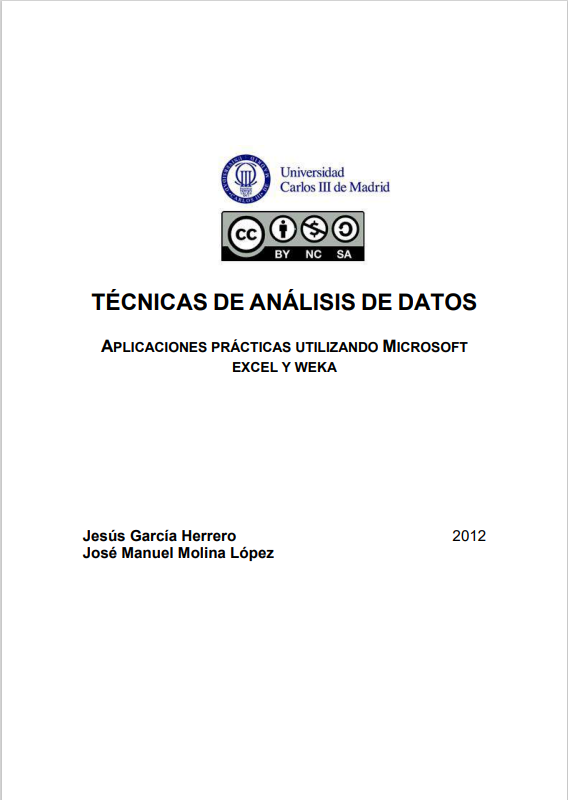 Universidad
Carlos III de Madrid
CC
BY NC SA
TÉCNICAS DE ANÁLISIS DE DATOS
APLICACIONES PRÁCTICAS UTILIZANDO MICROSOFT
EXCEL Y WEKA
Jesús García Herrero 2012
José Manuel Molina López